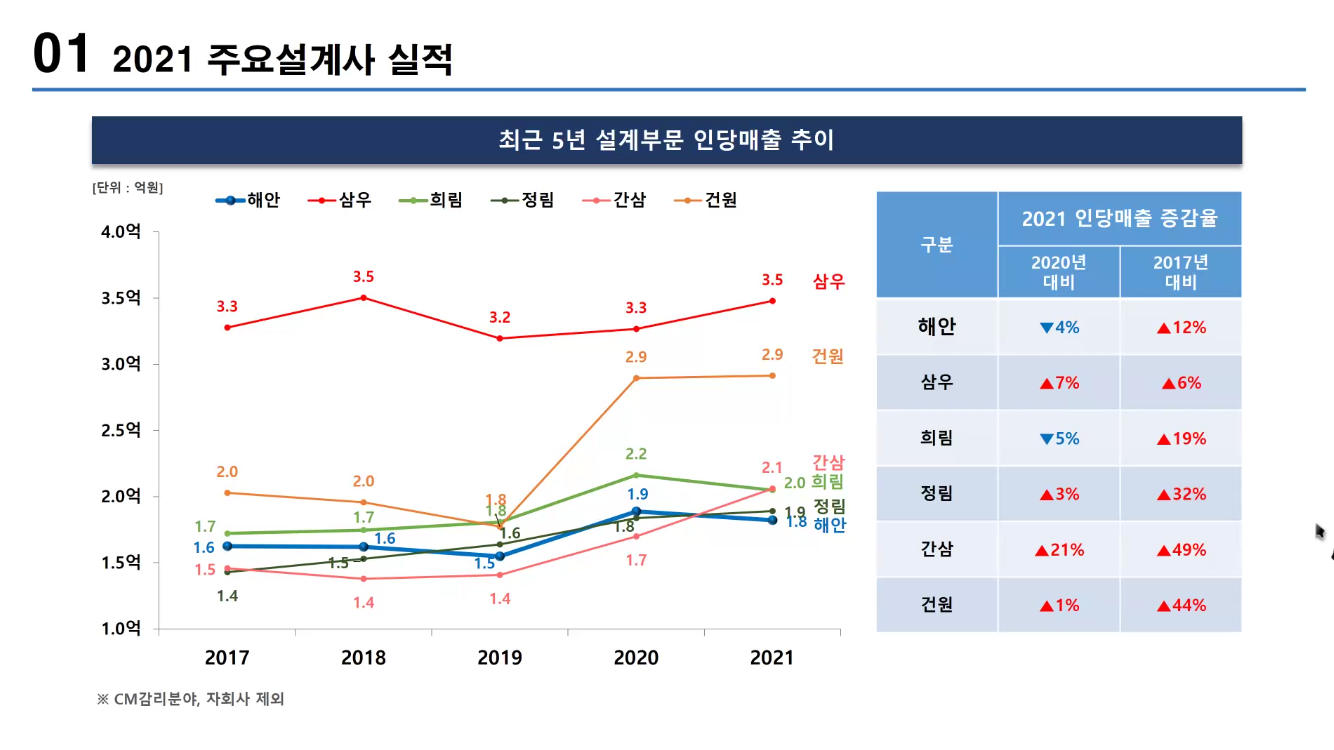 01 2021 주요설계사 실적
최근 5년 설계부문 인당매출 추이
[단위 : 억원]
해안 삼우 희림 정림 간삼 건원
4.0억
3.5억
3.0억
2.5억
2.0억
1.5억
1.0억
3.3 3.5 3.2 3.3 3.5 삼우
2.0 2.0 1.8 2.9 2.9 건원
1.7 1.7 1.8 2.2 2.0 희림
1.6 1.6 1.5 1.9 1.8 해안
1.4 1.5 1.6 1.8 1.9 정림
1.5 1.4 1.4 1.7 2.1 간삼
2017 2018 2019 2020 2021
※ CM감리분야, 자회사 제외
구분 2021 인당매출 증감율
2020년 대비 2017년 대비
해안 ▼4% ▲12%
삼우 ▲7% ▲6%
희림 ▼5% ▲19%
정림 ▲3% ▲32%
간삼 ▲21% ▲49%
건원 ▲1% ▲44%